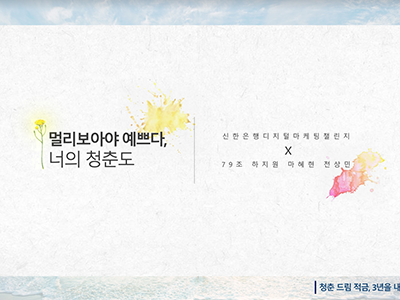 멀리보아야 예쁘다,
너의 청춘도
신한은행디지털마케팅챌린지
X
79조 하지원 마혜현 전상민
청춘 드림 적금, 3년을 내